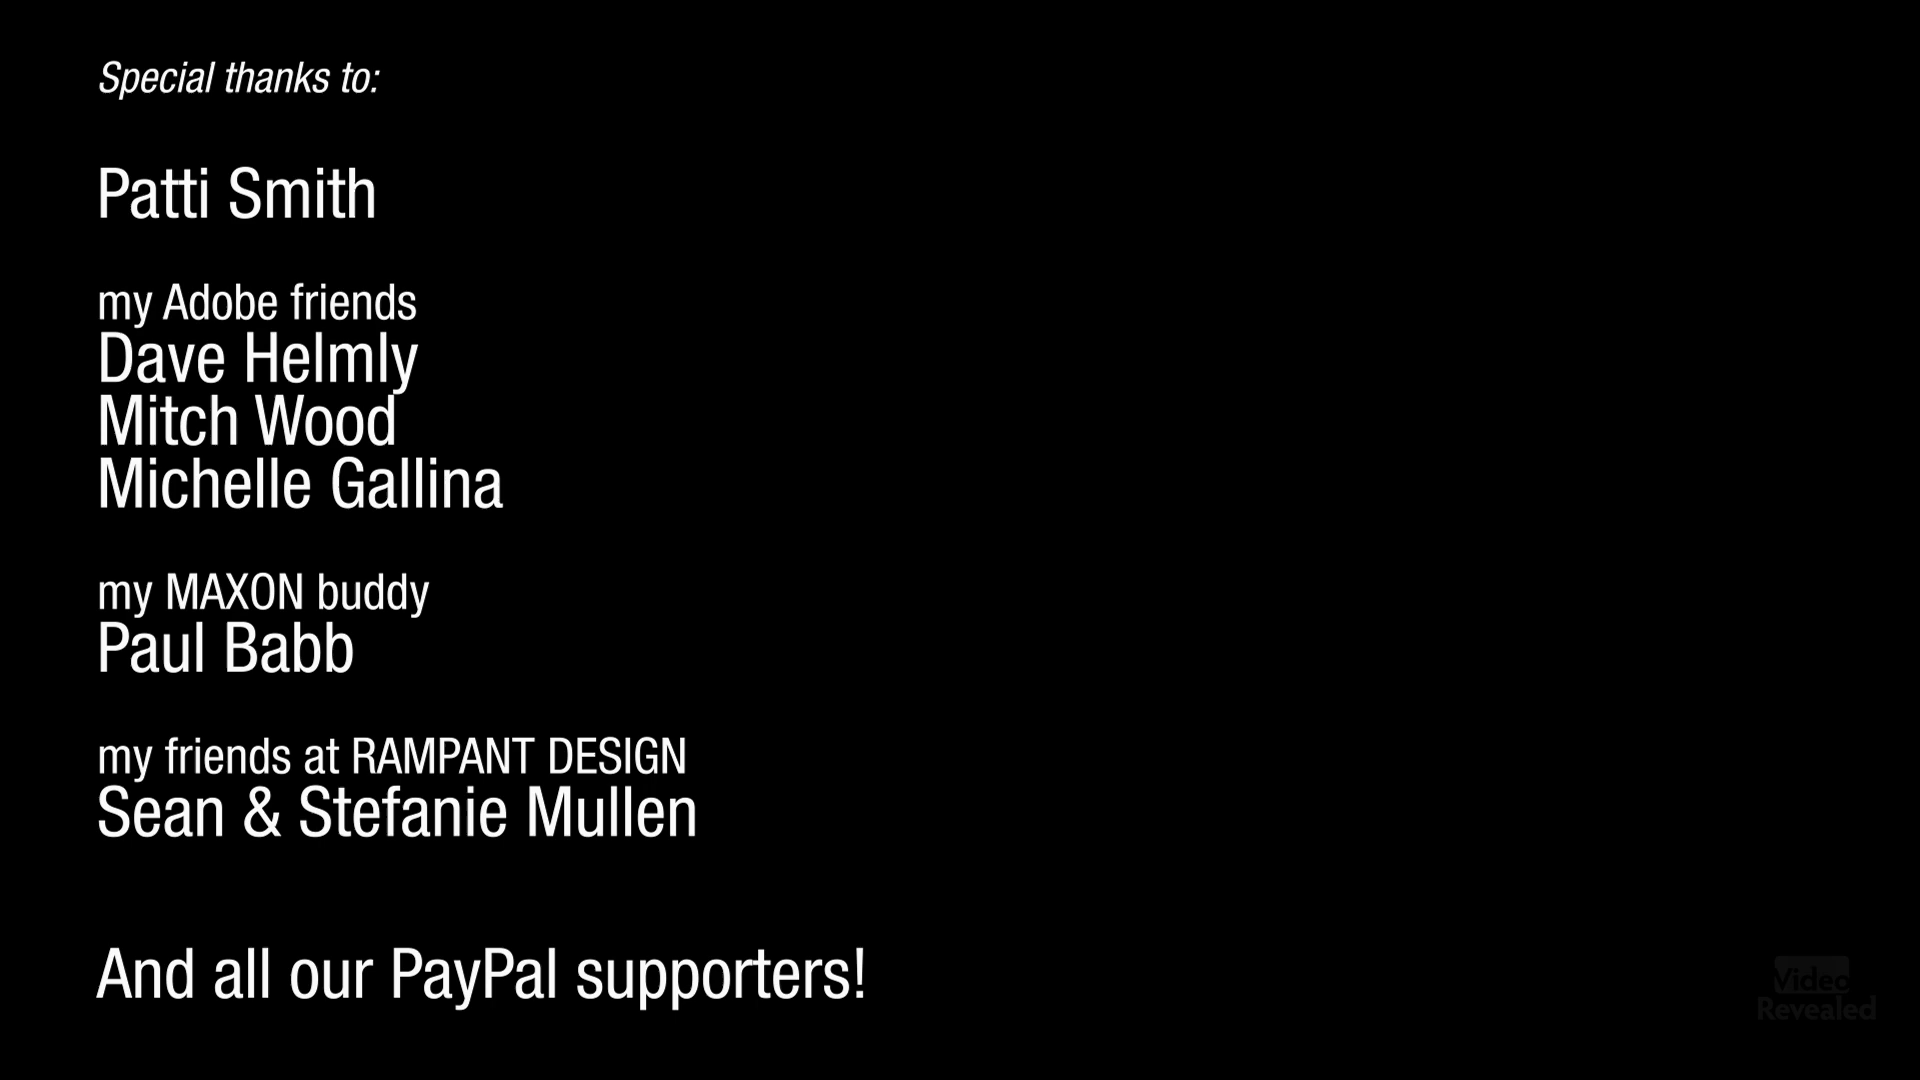 Special thanks to:
Patti Smith
my Adobe friends
Dave Helmly
Mitch Wood
Michelle Gallina
my MAXON buddy
Paul Babb
my friends at RAMPANT DESIGN
Sean & Stefanie Mullen
And all our PayPal supporters!
Video
Revealed